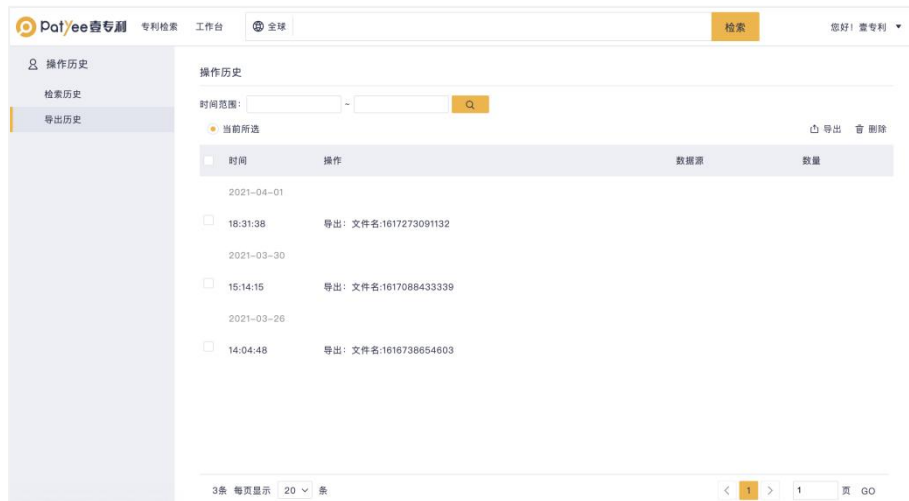 Patyee壹专利 专利检索 工作台 全球 检索 您好！壹专利
操作历史
检索历史
导出历史
操作历史
时间范围： ~
当前所选 导出 删除
时间 操作 数据源 数量
2021-04-01
18:31:38 导出：文件名:1617273091132
2021-03-30
15:14:15 导出：文件名:1617088433339
2021-03-26
14:04:48 导出：文件名:1616738654603
3条 每页显示 20 条 < 1 > 1 页 GO